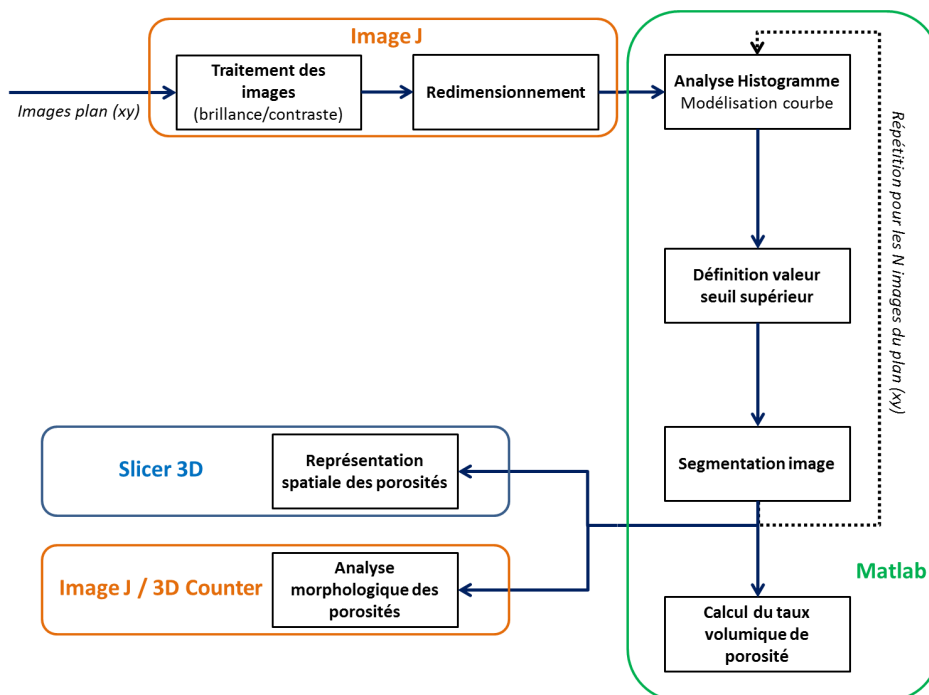 Image J
Images plan (xy)
Traitement des
images
(brillance/contraste)
Redimensionnement
Analyse Histogramme
Modélisation courbe
Répétition pour les N images du plan (xy)
Définition valeur
seuil supérieur
Segmentation image
Slicer 3D
Représentation
spatiale des porosités
Image J / 3D Counter
Analyse
morphologique des
porosités
Matlab
Calcul du taux
volumique de
porosité